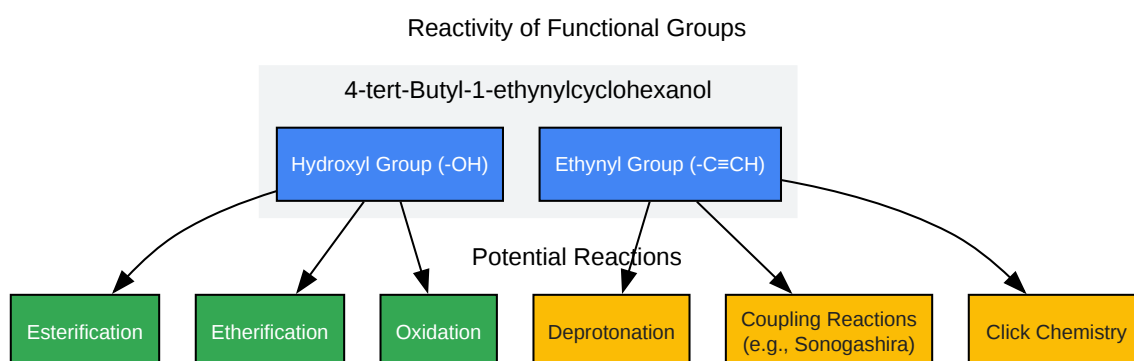 Reactivity of Functional Groups
4-tert-Butyl-1-ethynylcyclohexanol
Hydroxyl Group (-OH)
Ethynyl Group (-C≡CH)
Potential Reactions
Esterification
Etherification
Oxidation
Deprotonation
Coupling Reactions
(e.g., Sonogashira)
Click Chemistry